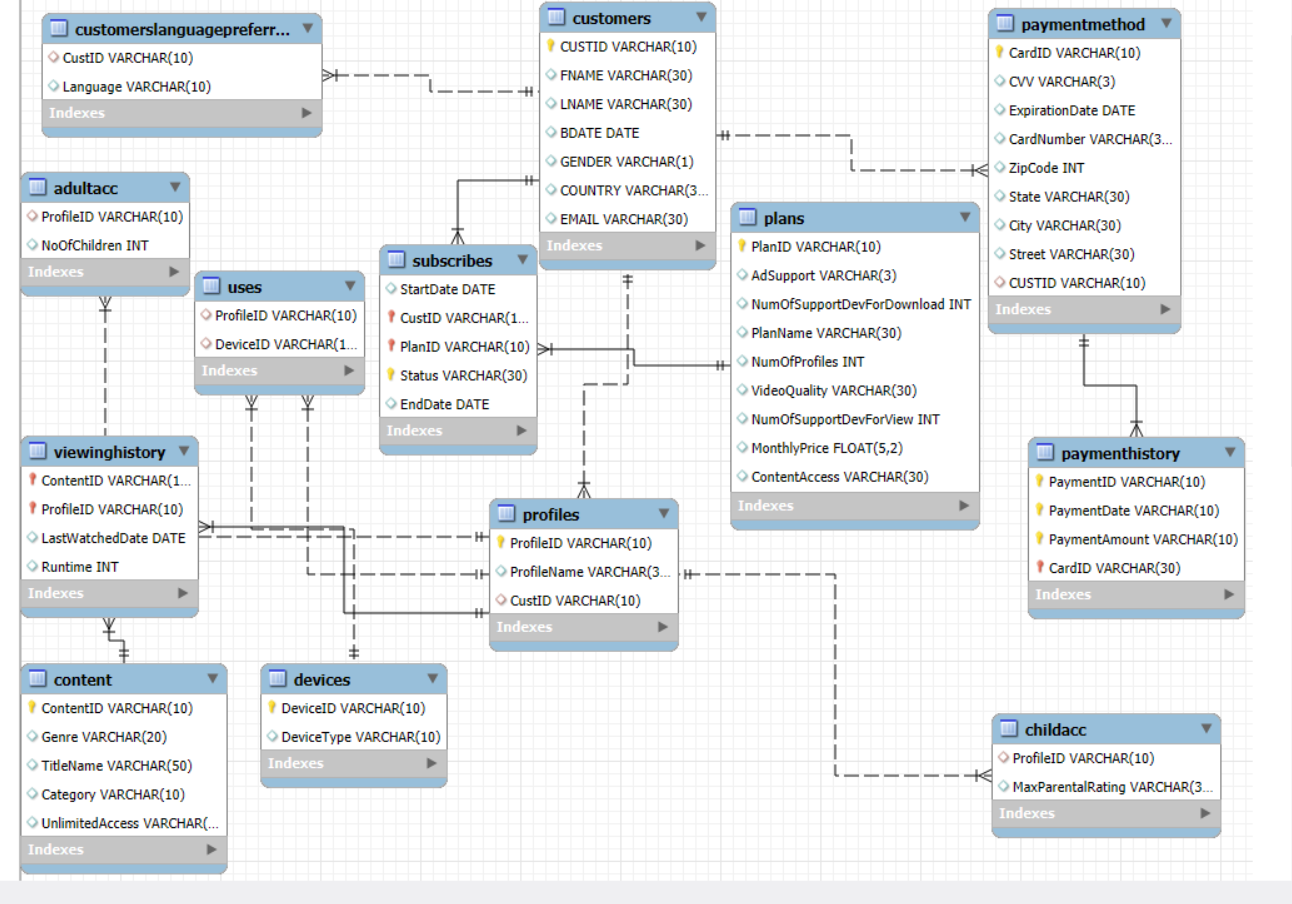 customerslanguagepreferr...
CustID VARCHAR(10)
Language VARCHAR(10)
Indexes
customers
CUSTID VARCHAR(10)
FNAME VARCHAR(30)
LNAME VARCHAR(30)
BDATE DATE
GENDER VARCHAR(1)
COUNTRY VARCHAR(3...
EMAIL VARCHAR(30)
Indexes
paymentmethod
CardID VARCHAR(10)
CVV VARCHAR(3)
ExpirationDate DATE
CardNumber VARCHAR(3...
ZipCode INT
State VARCHAR(30)
City VARCHAR(30)
Street VARCHAR(30)
CUSTID VARCHAR(10)
Indexes
adultacc
ProfileID VARCHAR(10)
NoOfChildren INT
Indexes
uses
ProfileID VARCHAR(10)
DeviceID VARCHAR(1...
Indexes
subscribes
StartDate DATE
CustID VARCHAR(1...
PlanID VARCHAR(10)
Status VARCHAR(30)
EndDate DATE
Indexes
plans
PlanID VARCHAR(10)
AdSupport VARCHAR(3)
NumOfSupportDevForDownload INT
PlanName VARCHAR(30)
NumOfProfiles INT
VideoQuality VARCHAR(30)
NumOfSupportDevForView INT
MonthlyPrice FLOAT(5,2)
ContentAccess VARCHAR(30)
Indexes
viewinghistory
ContentID VARCHAR(1...
ProfileID VARCHAR(10)
LastWatchedDate DATE
Runtime INT
Indexes
profiles
ProfileID VARCHAR(10)
ProfileName VARCHAR(3...
CustID VARCHAR(10)
Indexes
paymenthistory
PaymentID VARCHAR(10)
PaymentDate VARCHAR(10)
PaymentAmount VARCHAR(10)
CardID VARCHAR(30)
Indexes
content
ContentID VARCHAR(10)
Genre VARCHAR(20)
TitleName VARCHAR(50)
Category VARCHAR(10)
UnlimitedAccess VARCHAR(...
Indexes
devices
DeviceID VARCHAR(10)
DeviceType VARCHAR(10)
Indexes
childacc
ProfileID VARCHAR(10)
MaxParentalRating VARCHAR(3...
Indexes